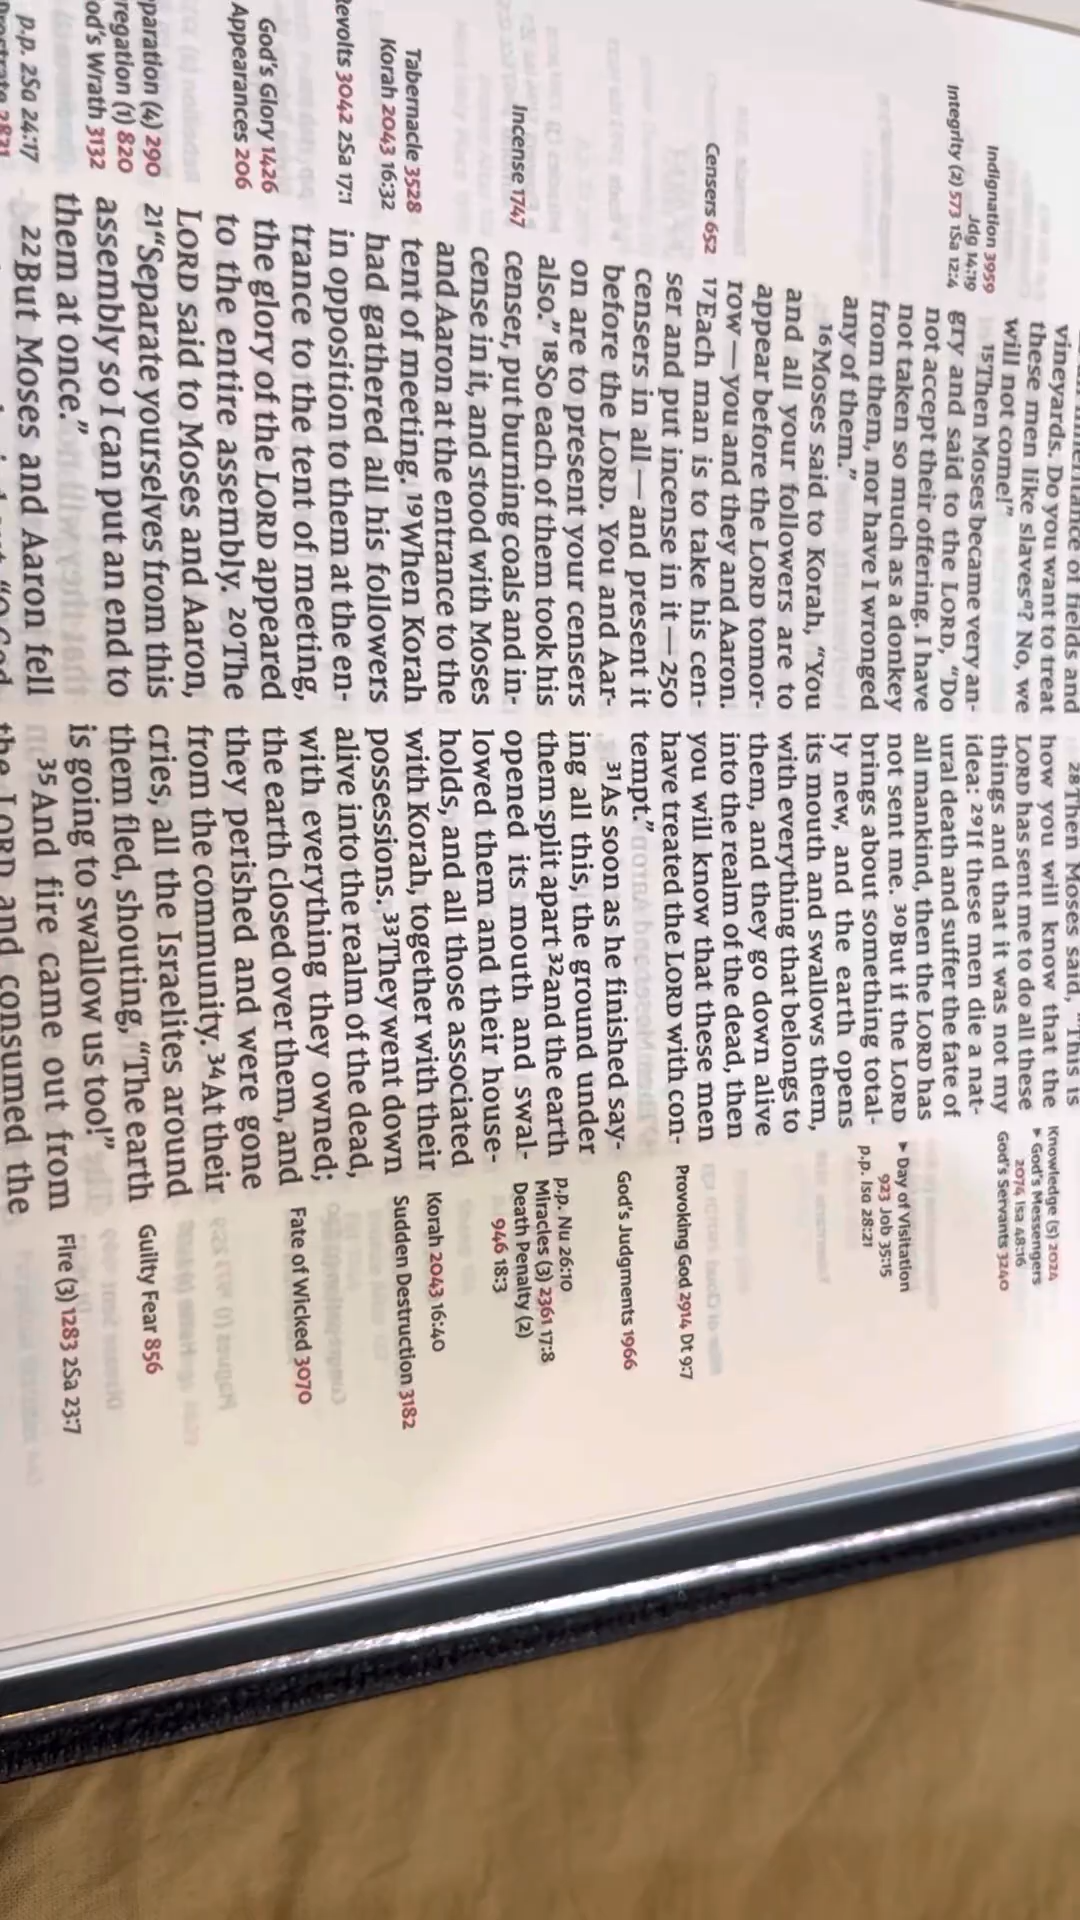 Indignation 3959
Jdg 14:19
Integrity (2) 573 1Sa 12:4
Censers 652
Incense 1747
Tabernacle 3528
Korah 2043 16:32
Revolts 3042 2Sa 17:1
God's Glory 1426
Appearances 206
paration (4) 290
regation (1) 820
od's Wrath 3132
p.p. 2Sa 24:17
of fields and
vineyards. Do you want to treat
these men like slaves? No, we
will not come!"
15Then Moses became very an-
gry and said to the LORD, "Do
not accept their offering. I have
not taken so much as a donkey
from them, nor have I wronged
any of them."
16Moses said to Korah, "You
and all your followers are to
appear before the LORD tomor-
row—you and they and Aaron.
17Each man is to take his cen-
ser and put incense in it—250
censers in all—and present it
before the LORD. You and Aar-
on are to present your censers
also." 18So each of them took his
censer, put burning coals and in-
cense in it, and stood with Moses
and Aaron at the entrance to the
tent of meeting. 19When Korah
had gathered all his followers
in opposition to them at the en-
trance to the tent of meeting,
the glory of the LORD appeared
to the entire assembly. 20The
LORD said to Moses and Aaron,
21"Separate yourselves from this
assembly so I can put an end to
them at once."
22But Moses and Aaron fell
28Then Moses said, "This is
how you will know that the
LORD has sent me to do all these
things and that it was not my
idea: 29If these men die a nat-
ural death and suffer the fate of
all mankind, then the LORD has
not sent me. 30But if the LORD
brings about something total-
ly new, and the earth opens
its mouth and swallows them,
with everything that belongs to
them, and they go down alive
into the realm of the dead, then
you will know that these men
have treated the LORD with con-
tempt."
31As soon as he finished say-
ing all this, the ground under
them split apart 32and the earth
opened its mouth and swal-
lowed them and their house-
holds, and all those associated
with Korah, together with their
possessions. 33They went down
alive into the realm of the dead,
with everything they owned;
the earth closed over them, and
they perished and were gone
from the community. 34At their
cries, all the Israelites around
them fled, shouting, "The earth
is going to swallow us too!"
35And fire came out from
the LORD and consumed the
Knowledge (5) 2024
▸ God's Messengers
2074 Isa 48:16
God's Servants 3240
▸ Day of Visitation
923 Job 35:15
p.p. Isa 28:21
Provoking God 2914 Dt 9:7
God's Judgments 1966
p.p. Nu 26:10
Miracles (3) 2361 17:8
Death Penalty (2)
946 18:3
Korah 2043 16:40
Sudden Destruction 3182
Fate of Wicked 3070
Guilty Fear 856
Fire (3) 1283 2Sa 23:7